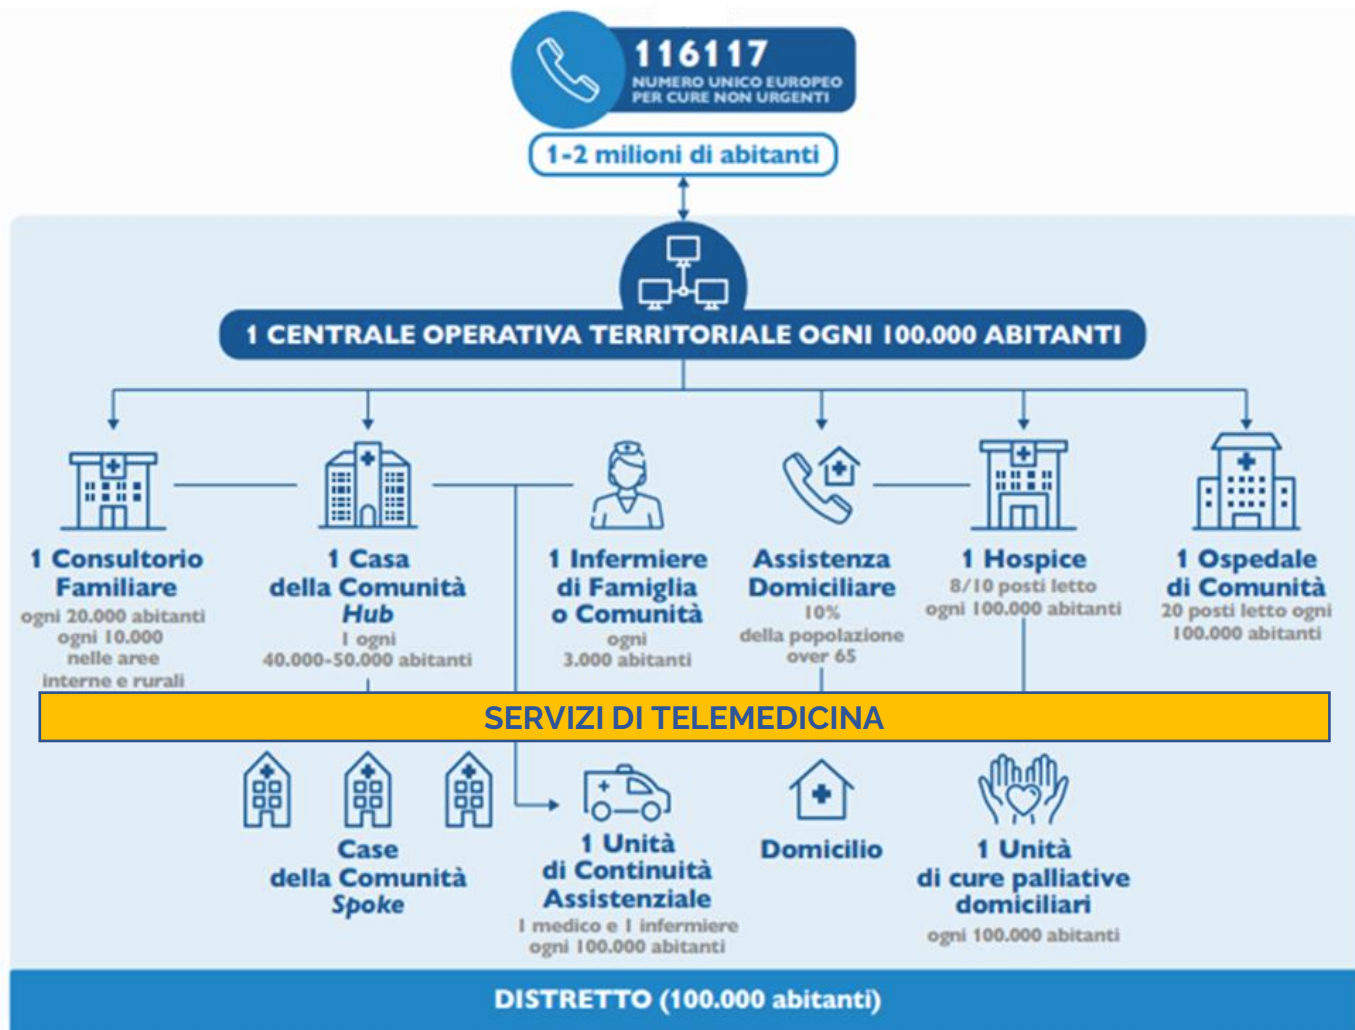 116117
NUMERO UNICO EUROPEO
PER CURE NON URGENTI
1-2 milioni di abitanti
1 CENTRALE OPERATIVA TERRITORIALE OGNI 100.000 ABITANTI
1 Consultorio
Familiare
ogni 20.000 abitanti
ogni 10.000
nelle aree
interne e rurali
1 Casa
della Comunità
Hub
1 ogni
40.000-50.000 abitanti
1 Infermiere
di Famiglia
o Comunità
ogni
3.000 abitanti
Assistenza
Domiciliare
10%
della popolazione
over 65
1 Hospice
8/10 posti letto
ogni 100.000 abitanti
1 Ospedale
di Comunità
20 posti letto ogni
100.000 abitanti
SERVIZI DI TELEMEDICINA
Case
della Comunità
Spoke
1 Unità
di Continuità
Assistenziale
1 medico e 1 infermiere
ogni 100.000 abitanti
Domicilio
1 Unità
di cure palliative
domiciliari
ogni 100.000 abitanti
DISTRETTO (100.000 abitanti)